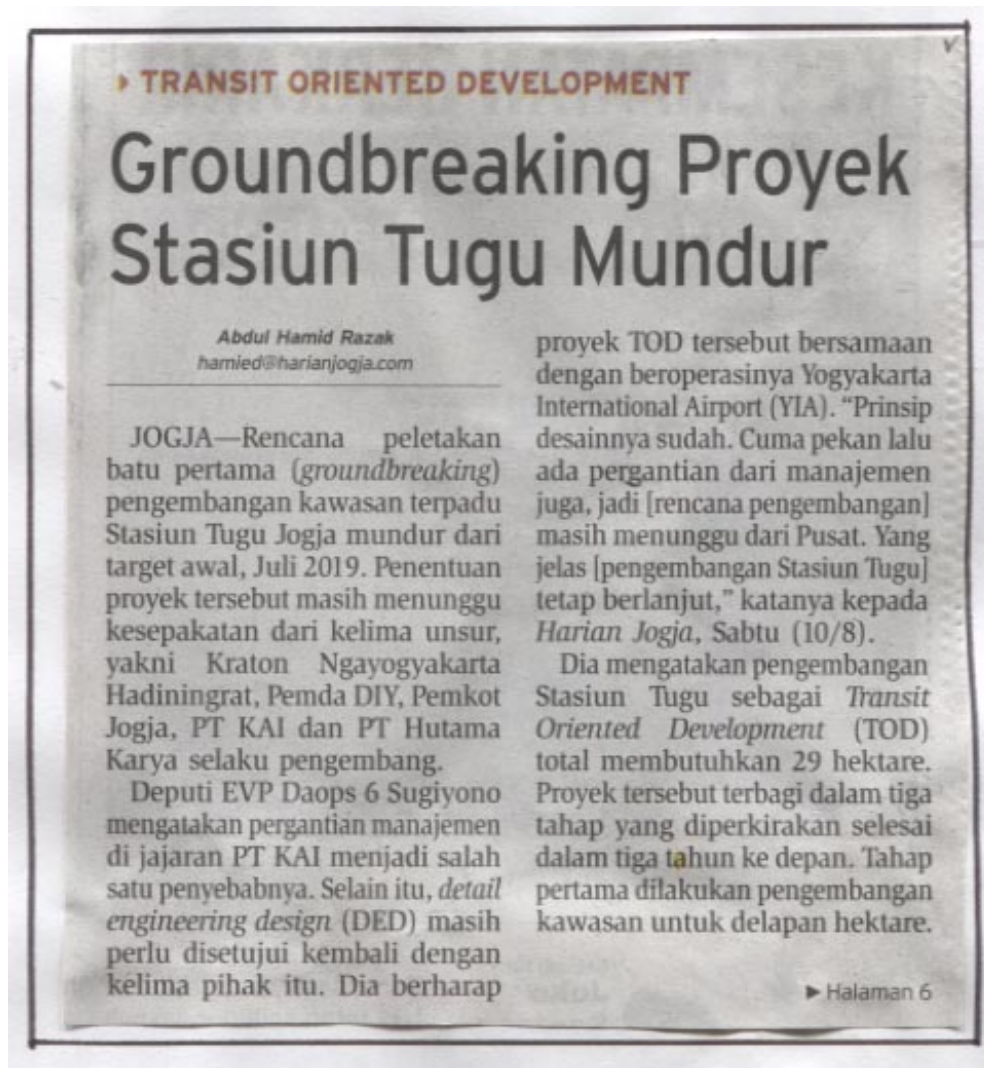 TRANSIT ORIENTED DEVELOPMENT
Groundbreaking Proyek
Stasiun Tugu Mundur
Abdul Hamid Razak
hamied@harianjogja.com
JOGJA—Rencana peletakan
batu pertama (groundbreaking)
pengembangan kawasan terpadu
Stasiun Tugu Jogja mundur dari
target awal, Juli 2019. Penentuan
proyek tersebut masih menunggu
kesepakatan dari kelima unsur,
yakni Kraton Ngayogyakarta
Hadiningrat, Pemda DIY, Pemkot
Jogja, PT KAI dan PT Hutama
Karya selaku pengembang.
Deputi EVP Daops 6 Sugiyono
mengatakan pergantian manajemen
di jajaran PT KAI menjadi salah
satu penyebabnya. Selain itu, detail
engineering design (DED) masih
perlu disetujui kembali dengan
kelima pihak itu. Dia berharap
proyek TOD tersebut bersamaan
dengan beroperasinya Yogyakarta
International Airport (YIA). “Prinsip
desainnya sudah. Cuma pekan lalu
ada pergantian dari manajemen
juga, jadi [rencana pengembangan]
masih menunggu dari Pusat. Yang
jelas [pengembangan Stasiun Tugu]
tetap berlanjut,” katanya kepada
Harian Jogja, Sabtu (10/8).
Dia mengatakan pengembangan
Stasiun Tugu sebagai Transit
Oriented Development (TOD)
total membutuhkan 29 hektare.
Proyek tersebut terbagi dalam tiga
tahap yang diperkirakan selesai
dalam tiga tahun ke depan. Tahap
pertama dilakukan pengembangan
kawasan untuk delapan hektare.
Halaman 6